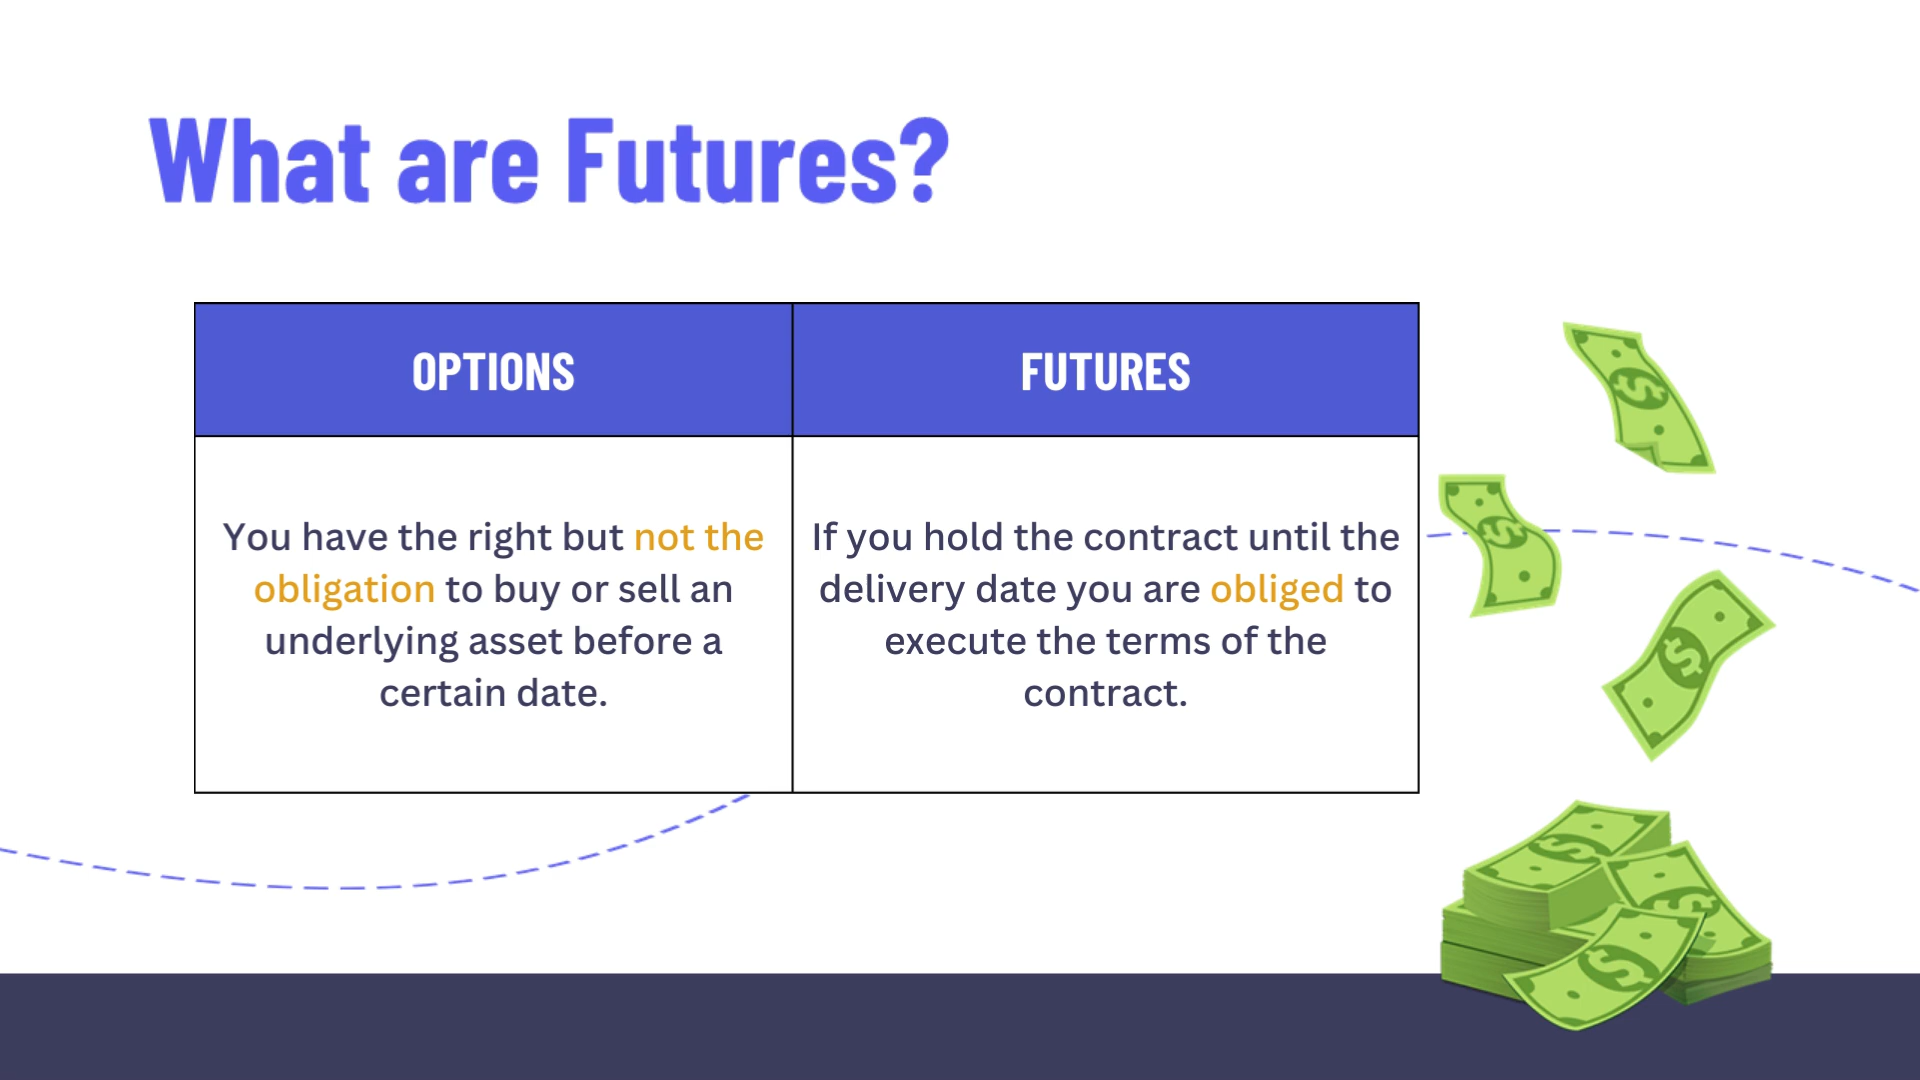 What are Futures?
OPTIONS
FUTURES
You have the right but not the
obligation to buy or sell an
underlying asset before a
certain date.
If you hold the contract until the
delivery date you are obliged to
execute the terms of the
contract.